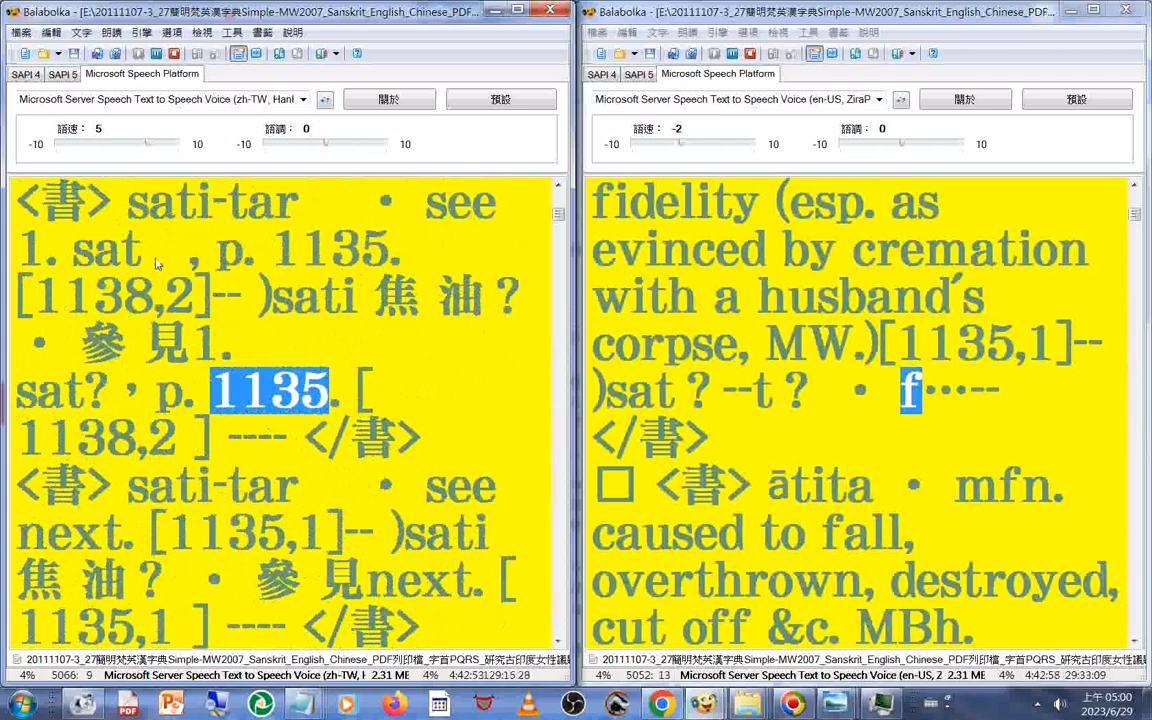 Balabolka - [E:\20111107-3_27簡明梵英漢字典Simple-MW2007_Sanskrit_English_Chinese_PDF...
檔案 編輯 文字 朗讀 引擎 選項 檢視 工具 書籤 說明
SAPI 4 SAPI 5 Microsoft Speech Platform
Microsoft Server Speech Text to Speech Voice (zh-TW, Hanl
關於 預設
語速： 5 語調： 0
-10 10 -10 10
<書> sati-tar • see
1. sat , p. 1135.
[1138,2]-- )sati 焦 油？
• 參 見1.
sat?，p. 1135. [
1138,2 ] ---- </書>
<書> sati-tar • see
next. [1135,1]-- )sati
焦 油？ • 參 見next. [
1135,1 ] ---- </書>
20111107-3_27簡明梵英漢字典Simple-MW2007_Sanskrit_English_Chinese_PDF列印檔_字首PQRS_研究古印度女性議
4% 5066: 9 Microsoft Server Speech Text to Speech Voice (zh-TW, H 2.31 ME 4% 4:42:53\29:15:28
Balabolka - [E:\20111107-3_27簡明梵英漢字典Simple-MW2007_Sanskrit_English_Chinese_PDF...
檔案 編輯 文字 朗讀 引擎 選項 檢視 工具 書籤 說明
SAPI 4 SAPI 5 Microsoft Speech Platform
Microsoft Server Speech Text to Speech Voice (en-US, ZiraP
關於 預設
語速： -2 語調： 0
-10 10 -10 10
fidelity (esp. as
evinced by cremation
with a husband´s
corpse, MW.)[1135,1]--
)sat ? --t ? • f…--
</書>
□ <書> ātita • mfn.
caused to fall,
overthrown, destroyed,
cut off &c. MBh.
20111107-3_27簡明梵英漢字典Simple-MW2007_Sanskrit_English_Chinese_PDF列印檔_字首PQRS_研究古印度女性議
4% 5052: 13 Microsoft Server Speech Text to Speech Voice (en-US, Z 2.31 ME 4% 4:42:58\29:33:09
PDF
上午 05:00
2023/6/29